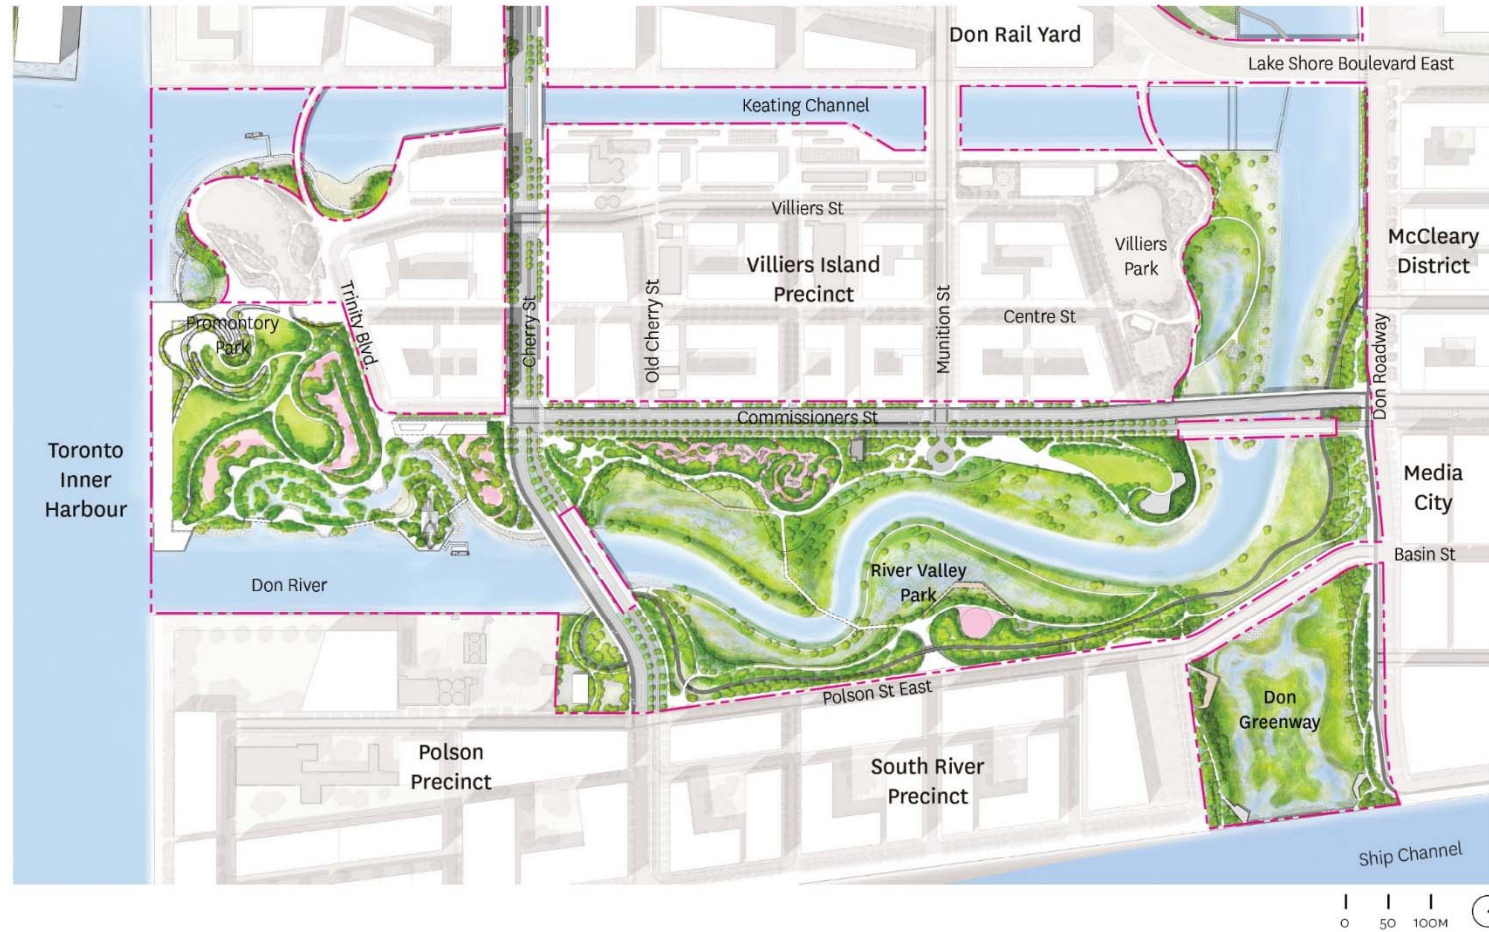 Don Rail Yard
Lake Shore Boulevard East
Keating Channel
Villiers St
Villiers
Park
McCleary
District
Villiers Island
Precinct
Trinity Blvd.
Cherry St
Old Cherry St
Munition St
Centre St
Don Roadway
Promontory
Park
Commissioners St
Toronto
Inner
Harbour
Media
City
Basin St
Don River
River Valley
Park
Polson St East
Don
Greenway
Polson
Precinct
South River
Precinct
Ship Channel
0 50 100M